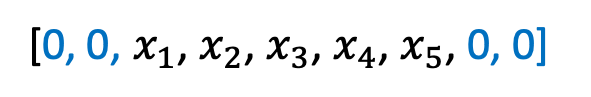 [0, 0, x₁, x₂, x₃, x₄, x₅, 0, 0]